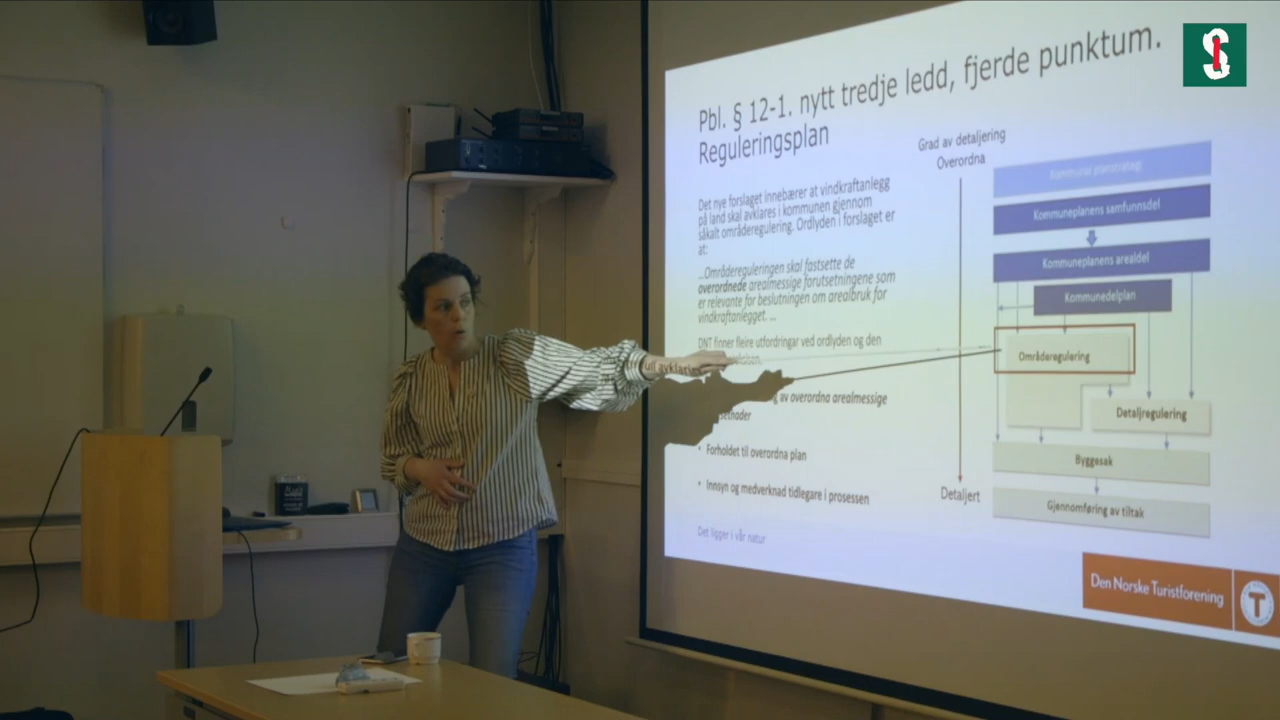 Pbl. § 12-1. nytt tredje ledd, fjerde punktum.
Reguleringsplan
Det nye forslaget innebærer at vindkraftanlegg
på land skal avklares i kommunen gjennom
såkalt områderegulering. Ordlyden i forslaget er
at:
...Områdereguleringen skal fastsette de
overordnede arealmessige forutsetningene som
er relevante for beslutningen om arealbruk for
vindkraftanlegget. ...
DNT finner fleire utfordringar ved ordlyden og den
av overordna arealmessige
• Forholdet til overordna plan
• Innsyn og medverknad tidlegare i prosessen
Det ligger i vår natur
Grad av detaljering
Overordna
Detaljert
Kommunal planstrategi
Kommuneplanens samfunnsdel
Kommuneplanens arealdel
Kommunedelplan
Områderegulering
Detaljregulering
Byggesak
Gjennomføring av tiltak
Den Norske Turistforening
T